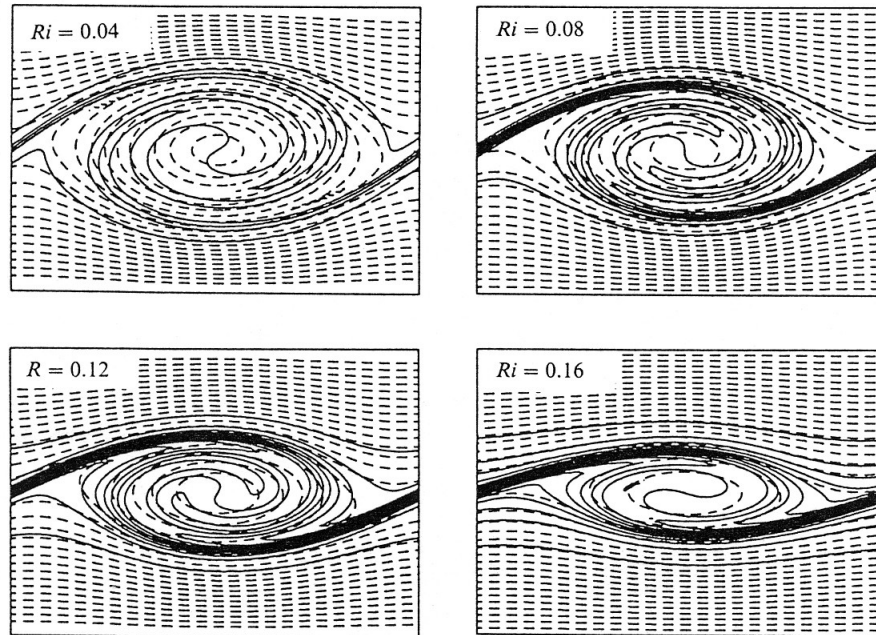 Ri = 0.04
Ri = 0.08
R = 0.12
Ri = 0.16